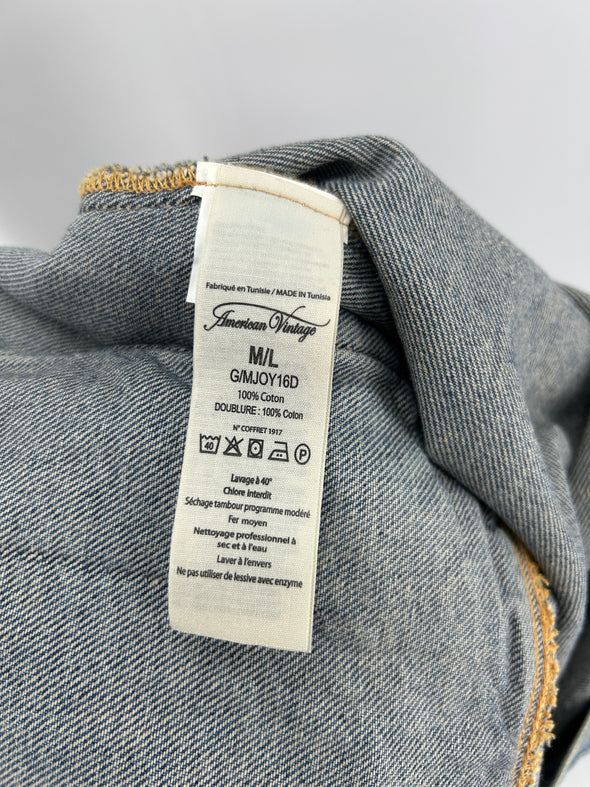 Fabriqué en Tunisie / MADE IN Tunisia
American Vintage
M/L
G/MJOY16D
100% Coton
DOUBLURE : 100% Coton
N° COFFRET 1917
40 P
Lavage à 40°
Chlore Interdit
Séchage tambour programme modéré
Fer moyen
Nettoyage professionnel à
sec et à l'eau
Laver à l'envers
Ne pas utiliser de lessive avec enzyme